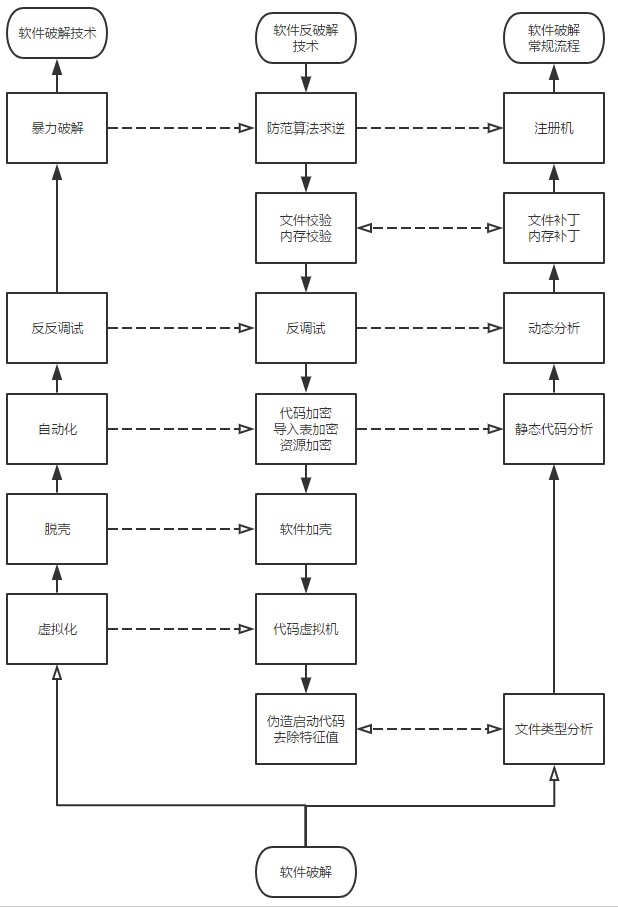 软件破解技术
软件反破解
技术
软件破解
常规流程
暴力破解
防范算法求逆
注册机
文件校验
内存校验
文件补丁
内存补丁
反反调试
反调试
动态分析
自动化
代码加密
导入表加密
资源加密
静态代码分析
脱壳
软件加壳
虚拟化
代码虚拟机
伪造启动代码
去除特征值
文件类型分析
软件破解